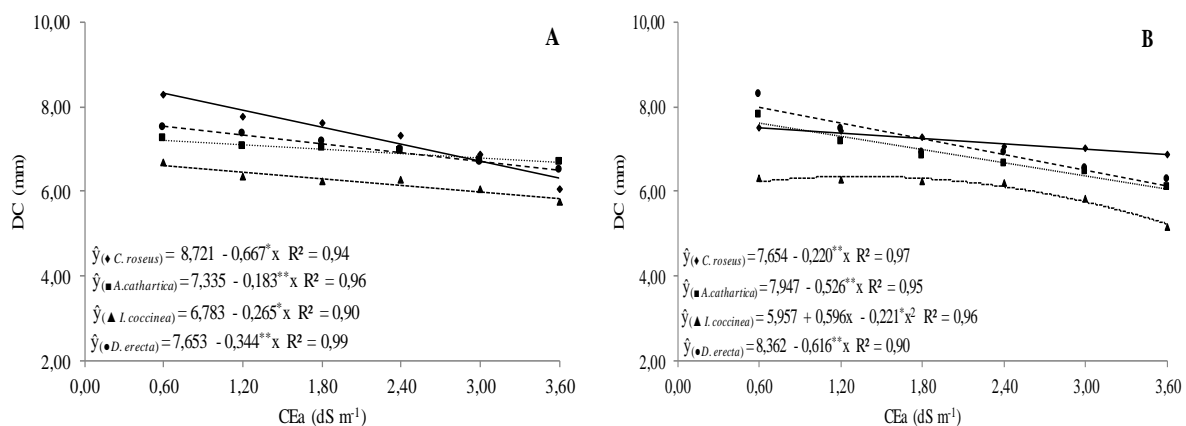 A
10,00
8,00
6,00
4,00
2,00
DC (mm)
ŷ(♦ C. roseus) = 8,721 - 0,667*x R² = 0,94
ŷ(■ A.cathartica) = 7,335 - 0,183**x R² = 0,96
ŷ(▲ I. coccinea) = 6,783 - 0,265*x R² = 0,90
ŷ(●D. erecta) = 7,653 - 0,344**x R² = 0,99
0,00 0,60 1,20 1,80 2,40 3,00 3,60
CEa (dS m⁻¹)
B
10,00
8,00
6,00
4,00
2,00
DC (mm)
ŷ(♦ C. roseus) = 7,654 - 0,220**x R² = 0,97
ŷ(■A.cathartica) = 7,947 - 0,526**x R² = 0,95
ŷ(▲ I. coccinea) = 5,957 + 0,596x - 0,221*x² R² = 0,96
ŷ(●D. erecta) = 8,362 - 0,616**x R² = 0,90
0,00 0,60 1,20 1,80 2,40 3,00 3,60
CEa (dS m⁻¹)